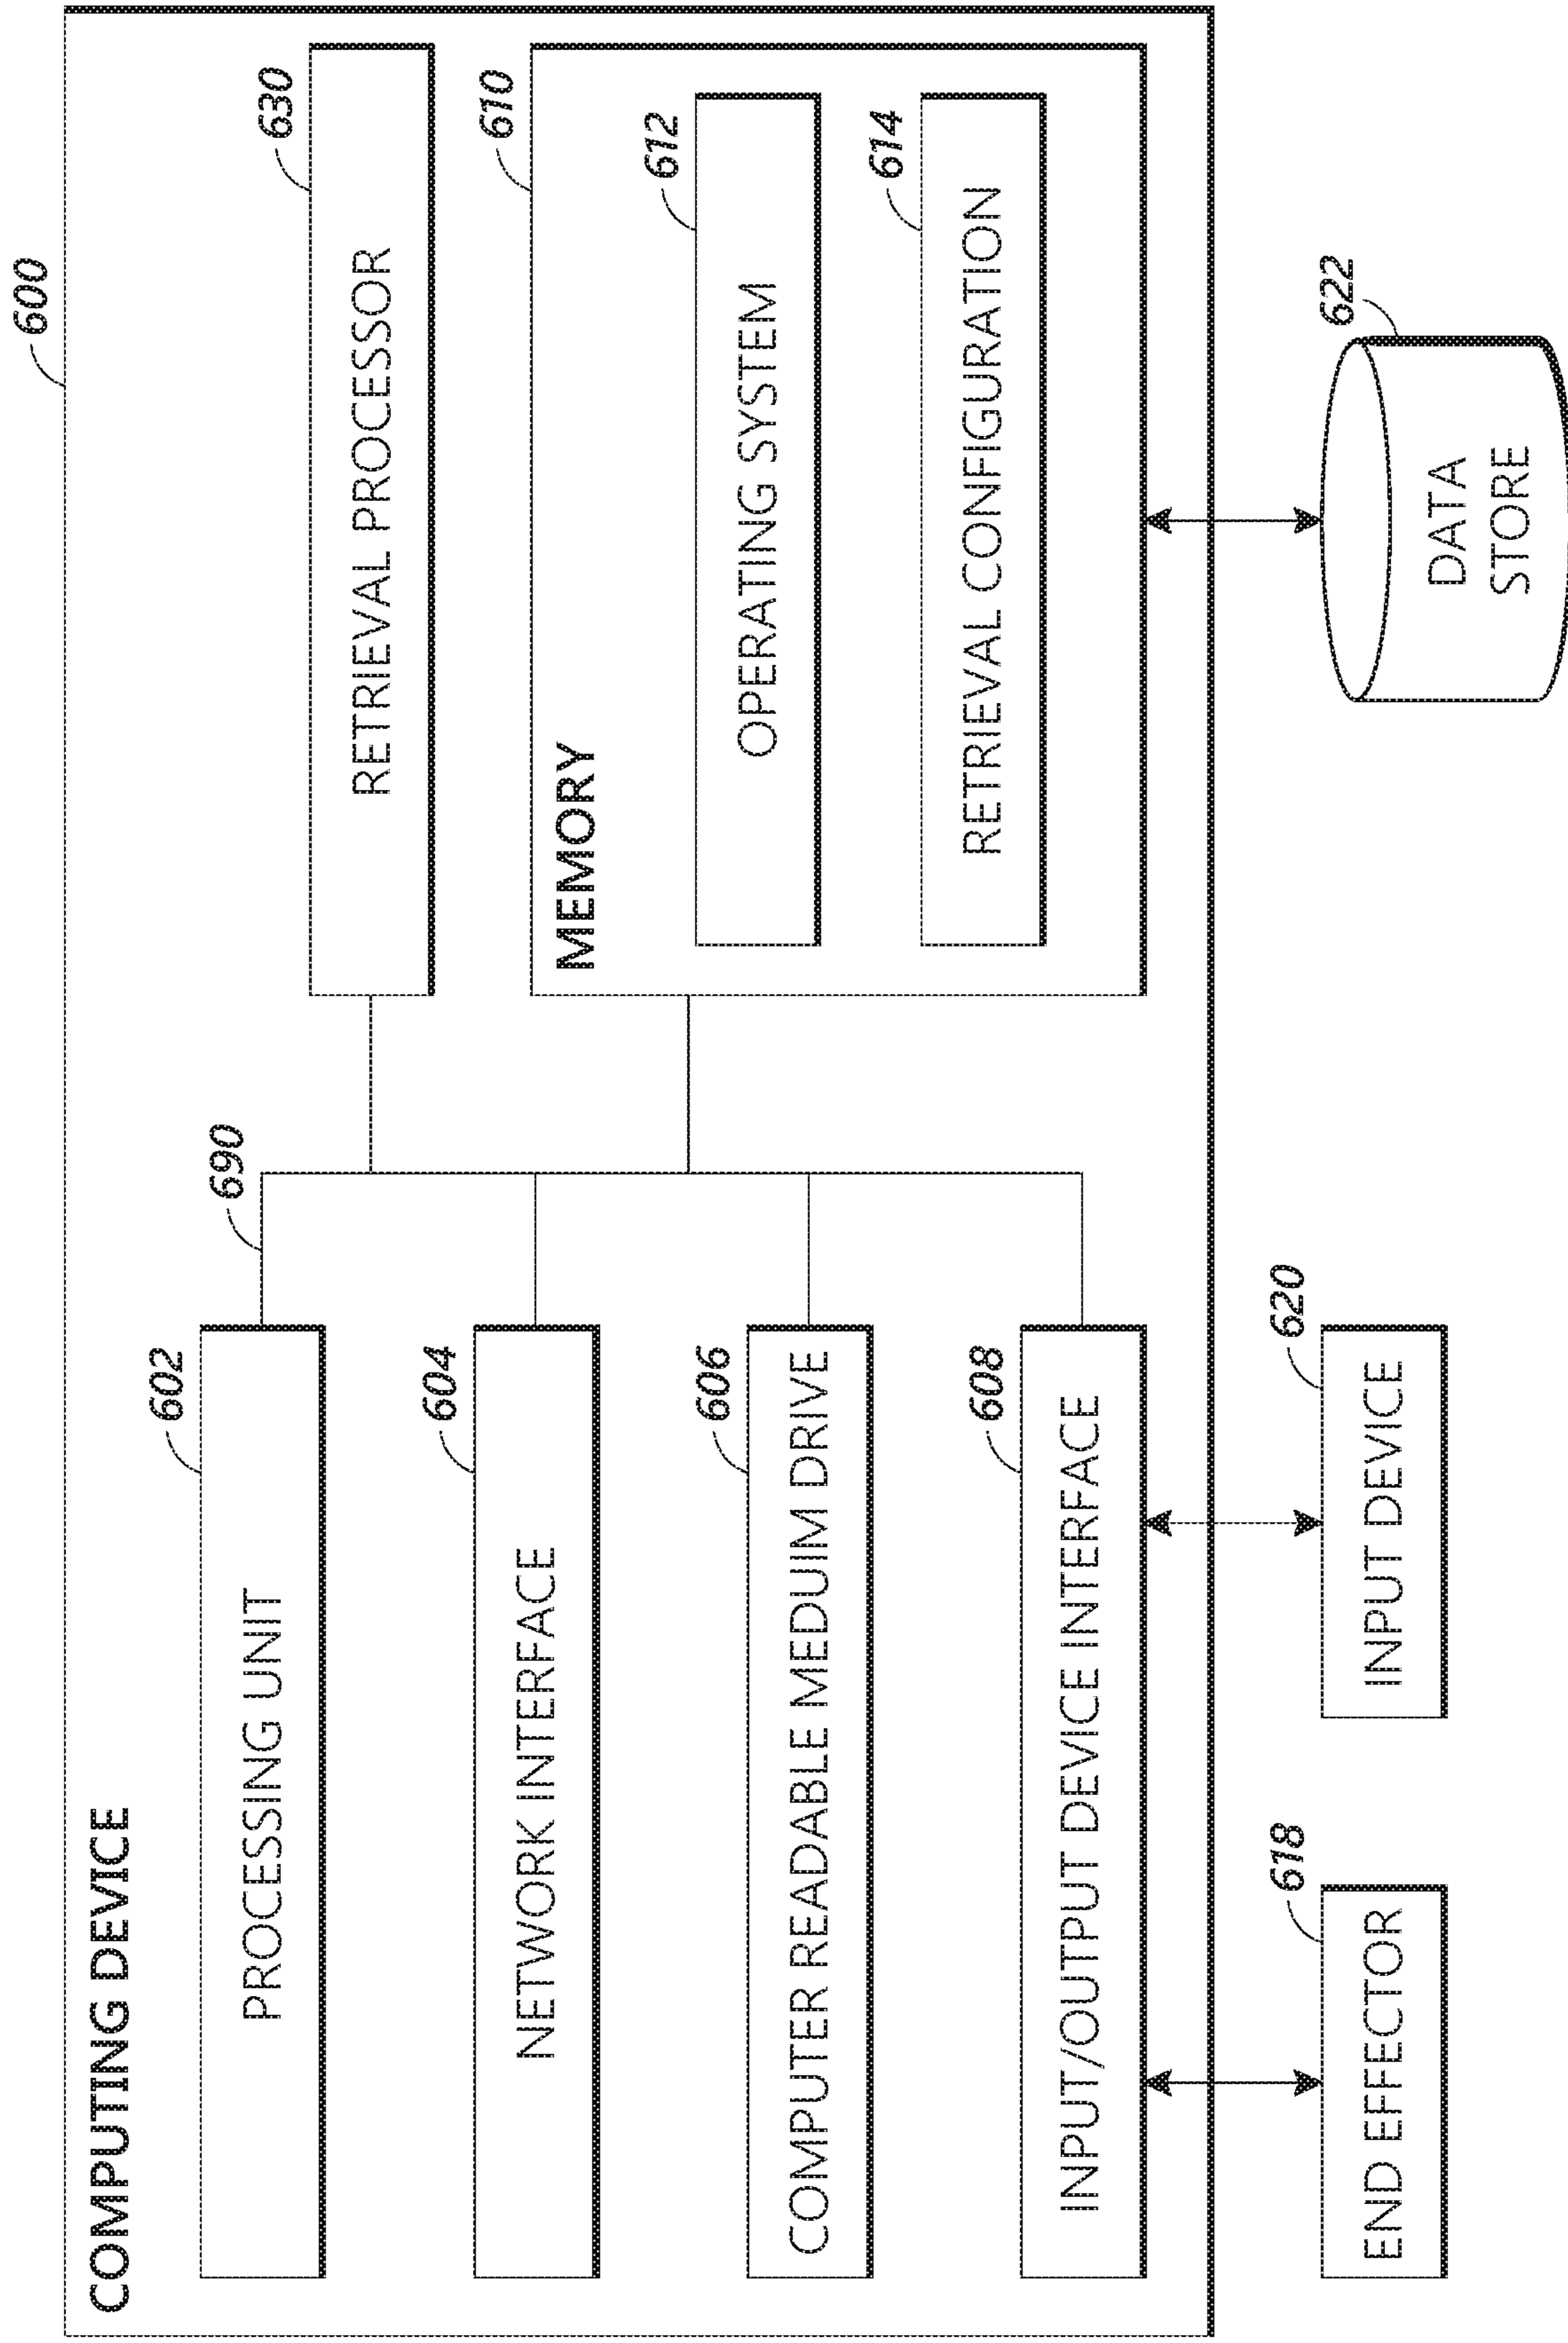 600
COMPUTING DEVICE
602
PROCESSING UNIT
690
604
NETWORK INTERFACE
606
COMPUTER READABLE MEDUIM DRIVE
608
INPUT/OUTPUT DEVICE INTERFACE
630
RETRIEVAL PROCESSOR
610
MEMORY
612
OPERATING SYSTEM
614
RETRIEVAL CONFIGURATION
618
END EFFECTOR
620
INPUT DEVICE
622
DATA
STORE